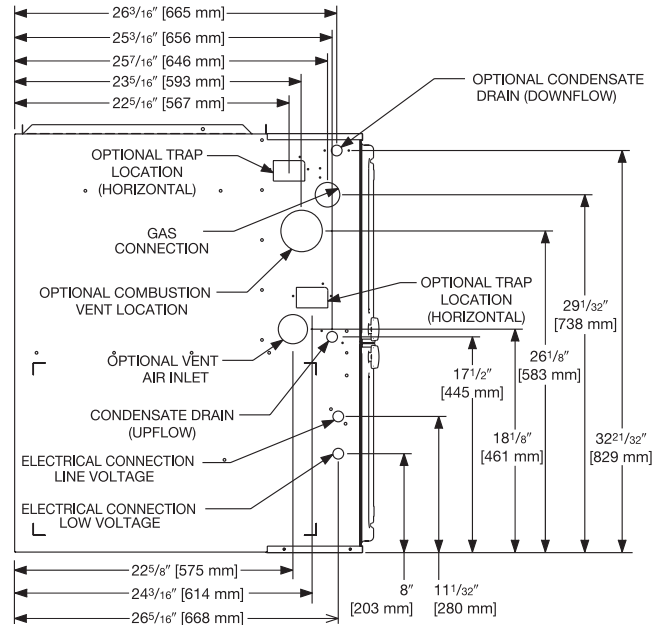 26³/₁₆″ [665 mm]
25³/₁₆″ [656 mm]
25⁷/₁₆″ [646 mm]
23⁵/₁₆″ [593 mm]
22⁵/₁₆″ [567 mm]
OPTIONAL CONDENSATE
DRAIN (DOWNFLOW)
OPTIONAL TRAP
LOCATION
(HORIZONTAL)
GAS
CONNECTION
OPTIONAL COMBUSTION
VENT LOCATION
OPTIONAL TRAP
LOCATION
(HORIZONTAL)
OPTIONAL VENT
AIR INLET
CONDENSATE DRAIN
(UPFLOW)
ELECTRICAL CONNECTION
LINE VOLTAGE
ELECTRICAL CONNECTION
LOW VOLTAGE
29¹/₃₂″
[738 mm]
26¹/₈″
[583 mm]
17¹/₂″
[445 mm]
18¹/₈″
[461 mm]
32²¹/₃₂″
[829 mm]
22⁵/₈″ [575 mm]
24³/₁₆″ [614 mm]
26⁵/₁₆″ [668 mm]
8″
[203 mm]
11¹/₃₂″
[280 mm]